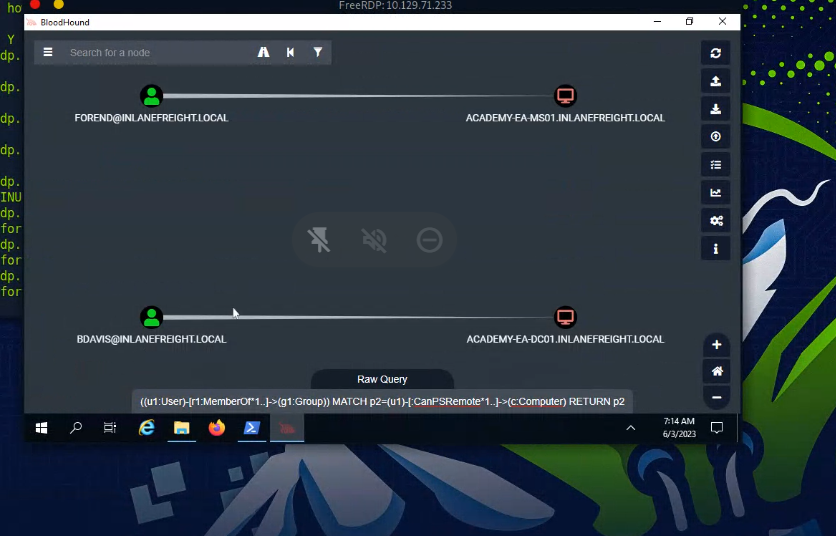 FreeRDP: 10.129.71.233
BloodHound
Search for a node
FOREND@INLANEFREIGHT.LOCAL
ACADEMY-EA-MS01.INLANEFREIGHT.LOCAL
BDAVIS@INLANEFREIGHT.LOCAL
ACADEMY-EA-DC01.INLANEFREIGHT.LOCAL
Raw Query
((u1:User)-[r1:MemberOf*1..]->(g1:Group)) MATCH p2=(u1)-[:CanPSRemote*1..]->(c:Computer) RETURN p2
7:14 AM
6/3/2023
ho
Y
dp.
dp.
dp.
dp.
dp.
INU
dp.
for
dp.
for
dp.
for